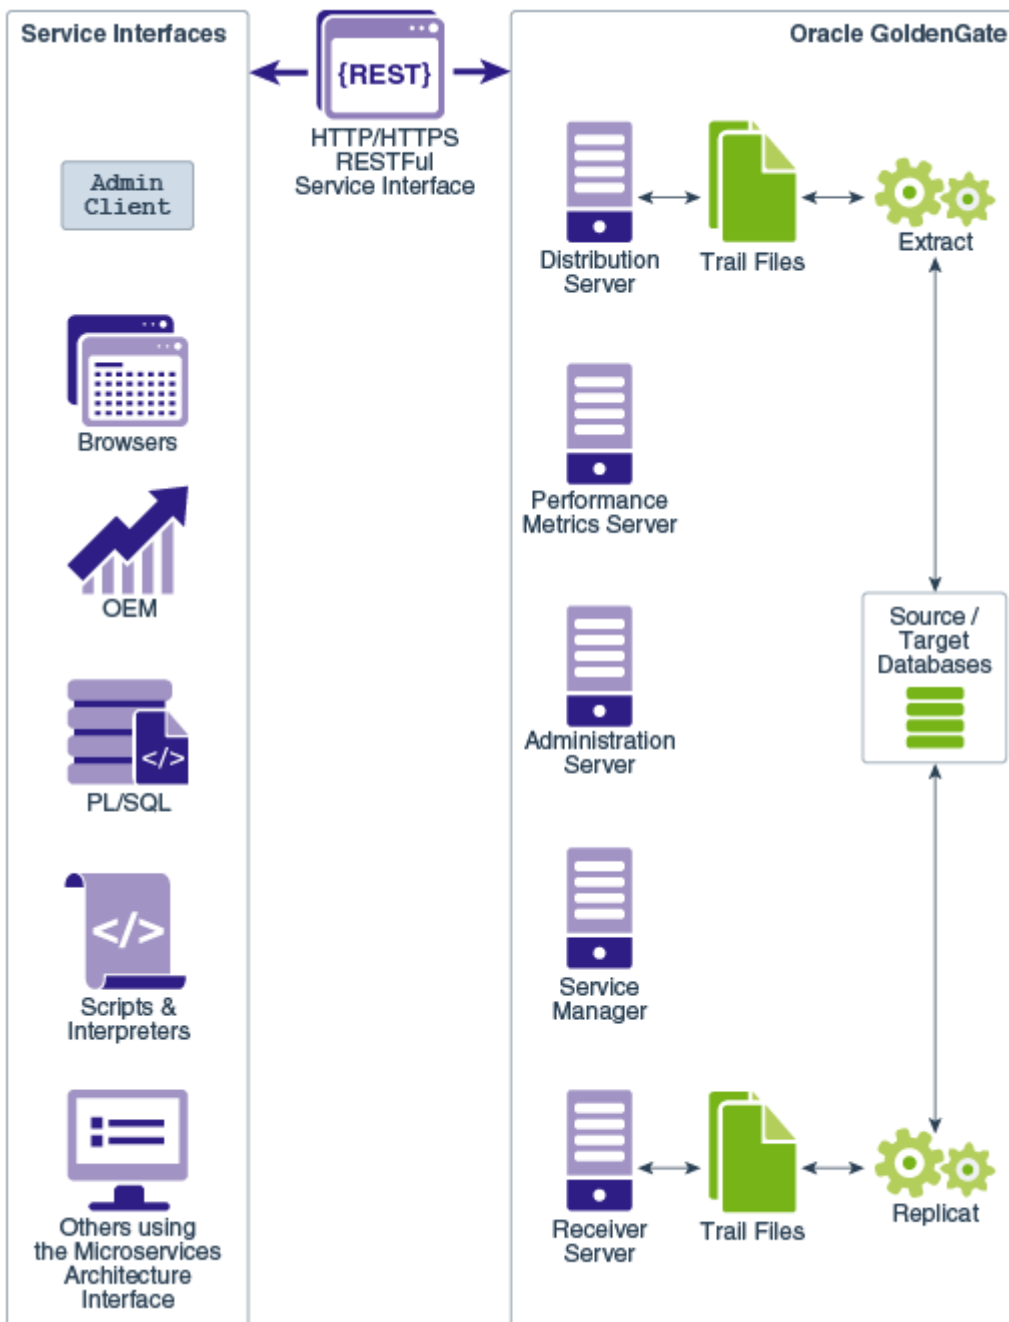 Service Interfaces
{REST}
HTTP/HTTPS
RESTFul
Service Interface
Oracle GoldenGate
Admin
Client
Browsers
OEM
</>
PL/SQL
</>
Scripts &
Interpreters
Others using
the Microservices
Architecture
Interface
Distribution
Server
Trail Files
Extract
Performance
Metrics Server
Source /
Target
Databases
Administration
Server
Service
Manager
Receiver
Server
Trail Files
Replicat